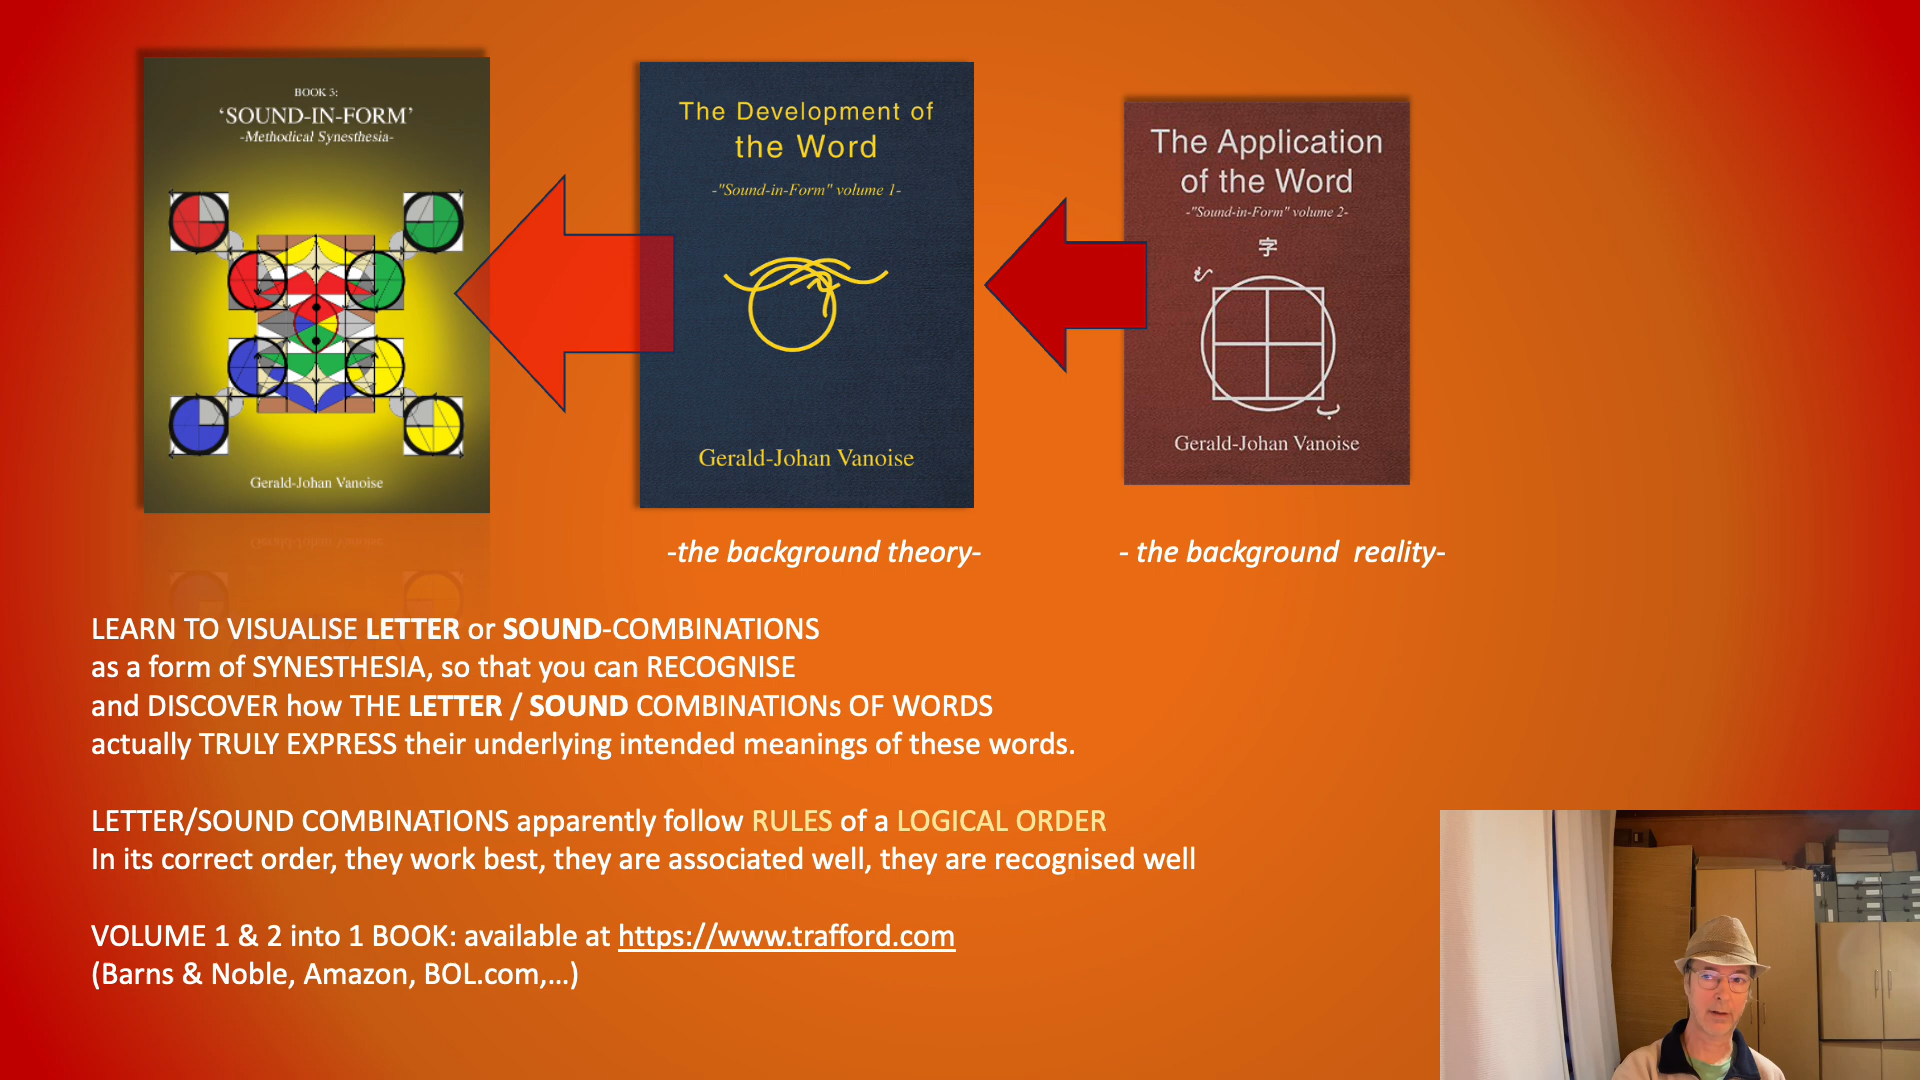 BOOK 3:
‘SOUND-IN-FORM’
-Methodical Synesthesia-
Gerald-Johan Vanoise
The Development of
the Word
-"Sound-in-Form" volume 1-
Gerald-Johan Vanoise
-the background theory-
The Application
of the Word
-"Sound-in-Form" volume 2-
字
ب
Gerald-Johan Vanoise
- the background  reality-
LEARN TO VISUALISE LETTER or SOUND-COMBINATIONS
as a form of SYNESTHESIA, so that you can RECOGNISE
and DISCOVER how THE LETTER / SOUND COMBINATIONs OF WORDS
actually TRULY EXPRESS their underlying intended meanings of these words.
LETTER/SOUND COMBINATIONS apparently follow RULES of a LOGICAL ORDER
In its correct order, they work best, they are associated well, they are recognised well
VOLUME 1 & 2 into 1 BOOK: available at https://www.trafford.com
(Barns & Noble, Amazon, BOL.com,...)